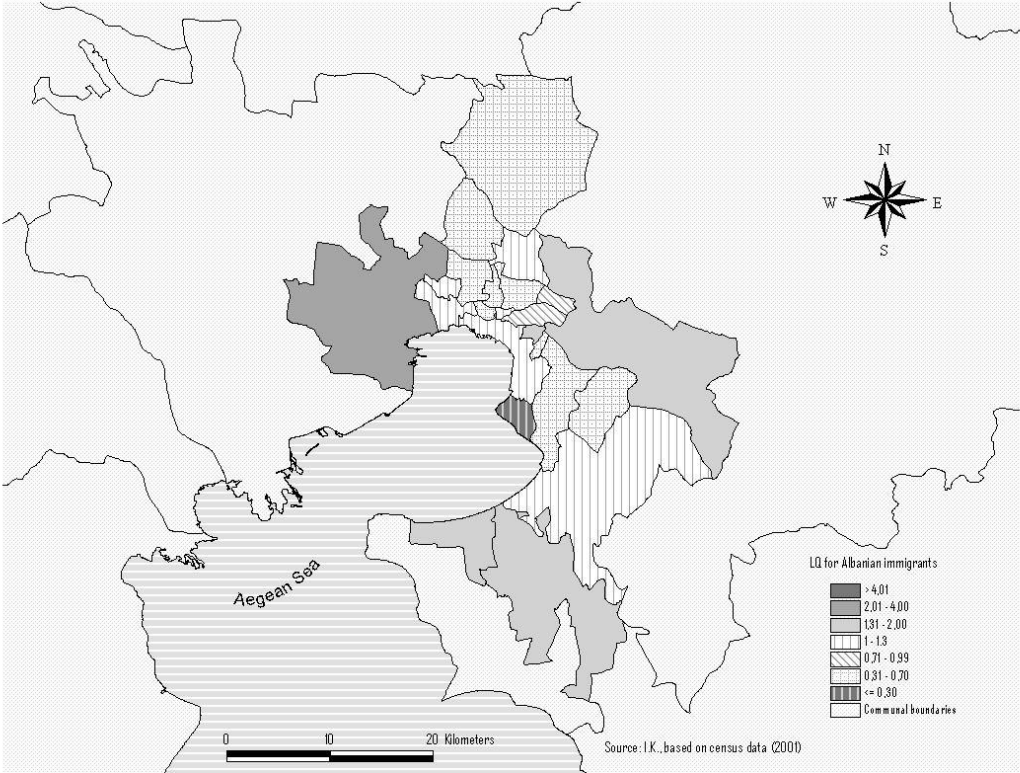 N
W E
S
Aegean Sea
LQ for Albanian immigrants
> 4,01
2,01 - 4,00
1,31 - 2,00
1 - 1,3
0,71 - 0,99
0,31 - 0,70
<= 0,30
Communal boundaries
0 10 20 Kilometers
Source: I.K., based on census data (2001)